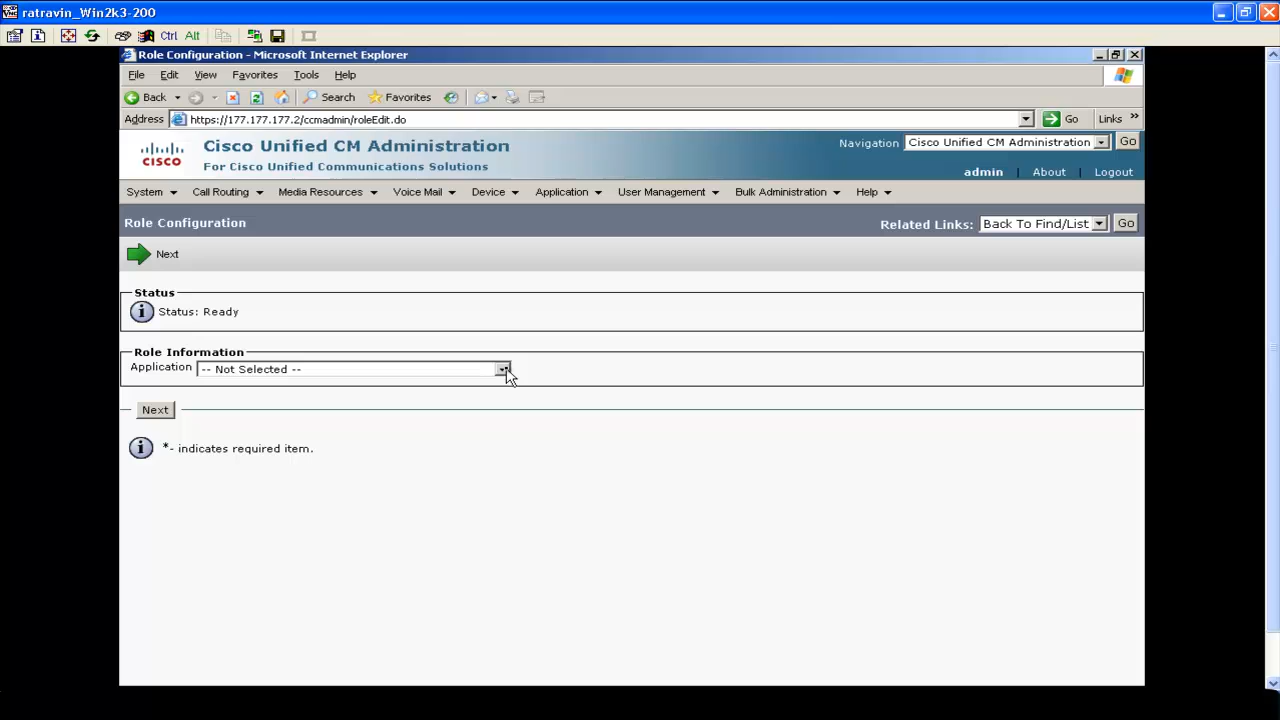 ratravin_Win2k3-200
Ctrl Alt
Role Configuration - Microsoft Internet Explorer
File Edit View Favorites Tools Help
Back Search Favorites
Address https://177.177.177.2/ccmadmin/roleEdit.do Go Links »
CISCO
Cisco Unified CM Administration
For Cisco Unified Communications Solutions
Navigation Cisco Unified CM Administration Go
admin About Logout
System Call Routing Media Resources Voice Mail Device Application User Management Bulk Administration Help
Role Configuration
Related Links: Back To Find/List Go
Next
Status
Status: Ready
Role Information
Application -- Not Selected --
Next
*- indicates required item.